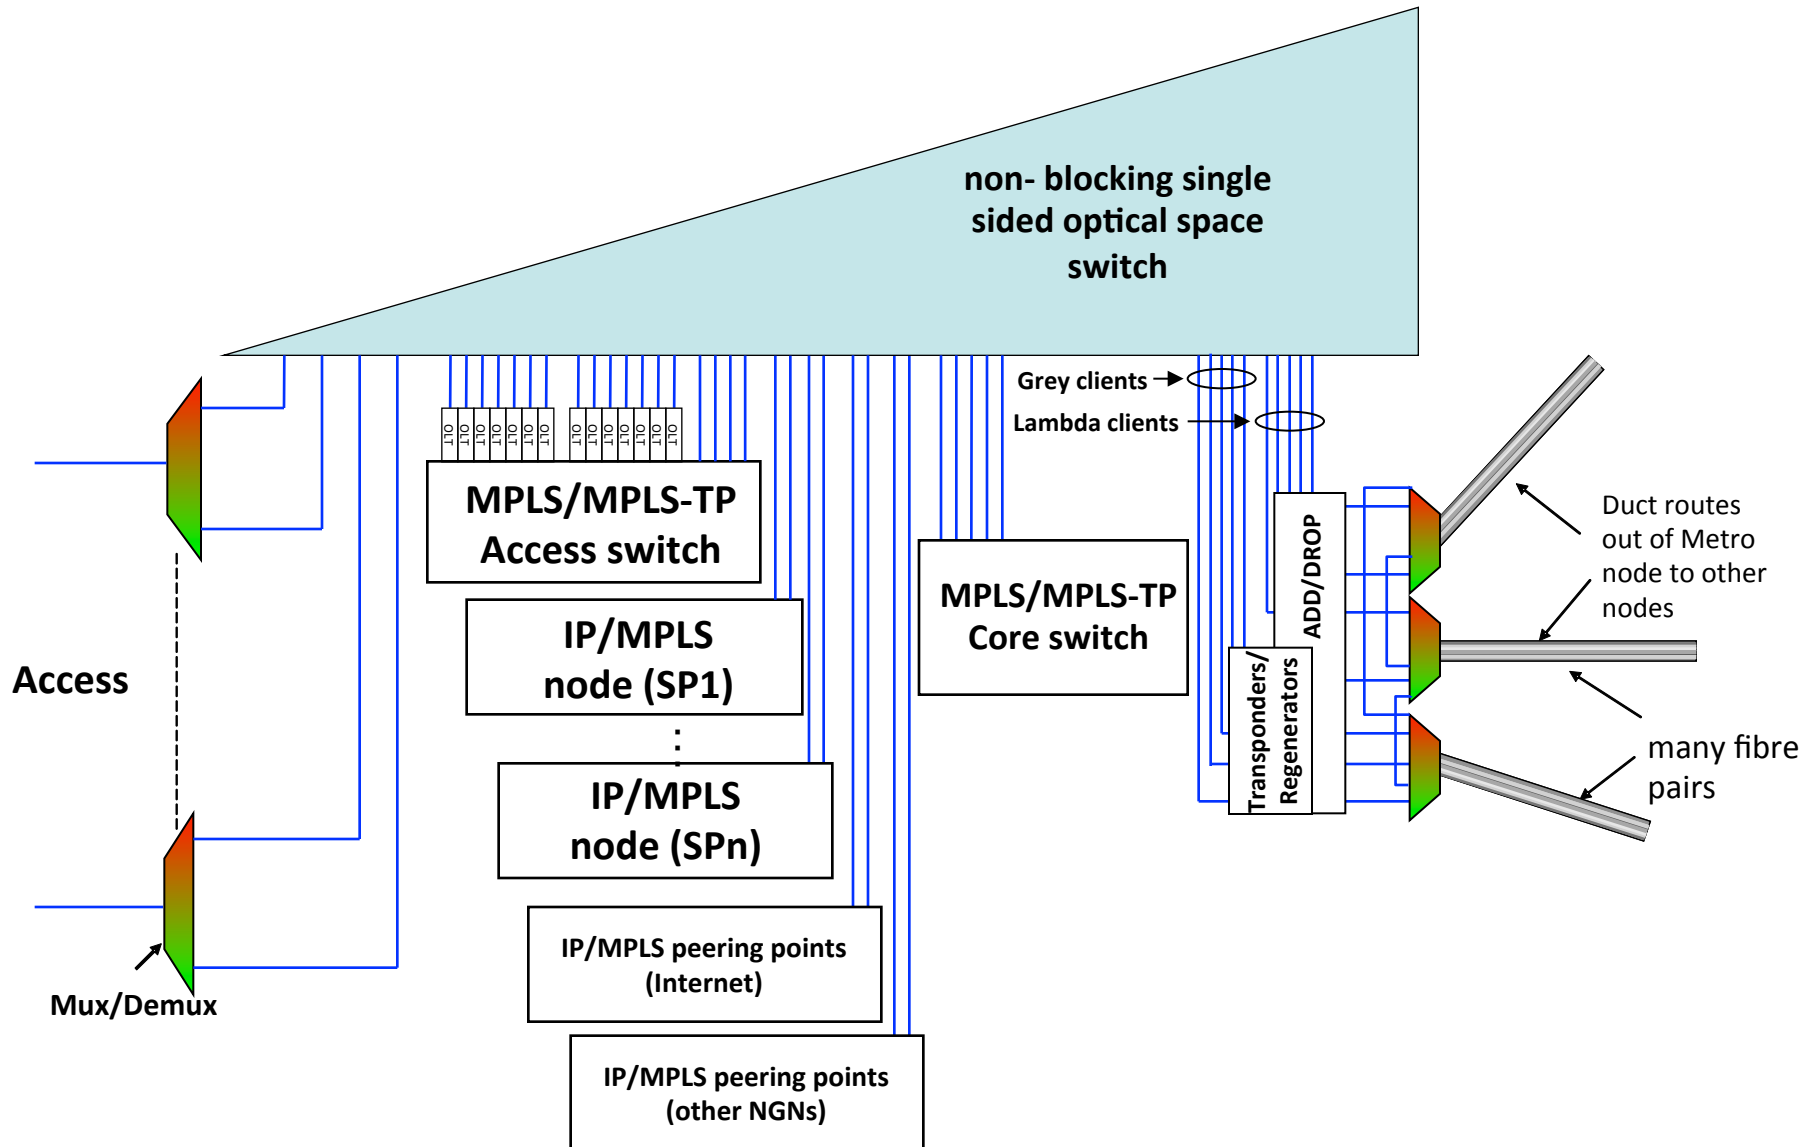 non- blocking single
sided optical space
switch
Grey clients
Lambda clients
OLT
OLT
OLT
OLT
OLT
OLT
OLT
OLT
OLT
OLT
OLT
OLT
OLT
OLT
MPLS/MPLS-TP
Access switch
IP/MPLS
node (SP1)
⋮
IP/MPLS
node (SPn)
IP/MPLS peering points
(Internet)
IP/MPLS peering points
(other NGNs)
MPLS/MPLS-TP
Core switch
ADD/DROP
Transponders/
Regenerators
Duct routes
out of Metro
node to other
nodes
many fibre
pairs
Access
Mux/Demux